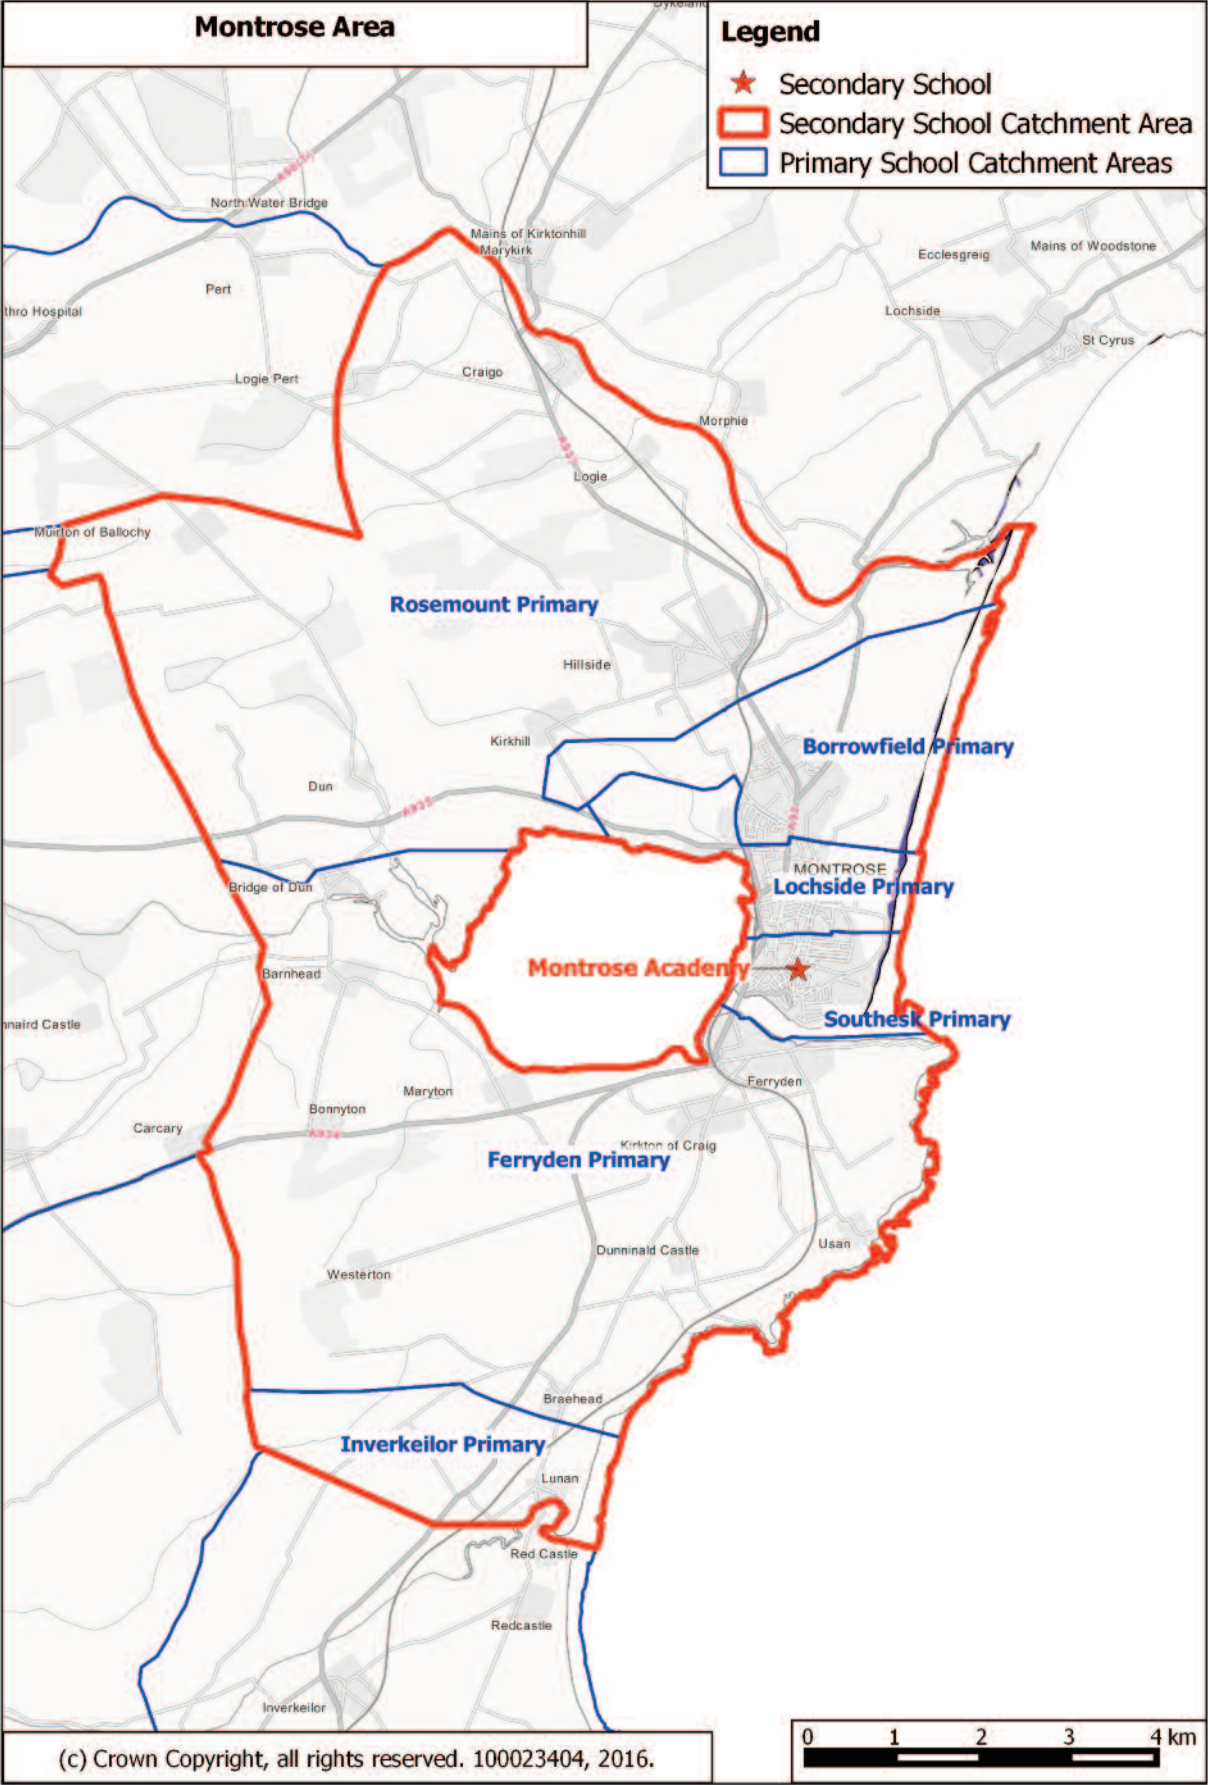 Montrose Area
Legend
Secondary School
Secondary School Catchment Area
Primary School Catchment Areas
North Water Bridge
Mains of Kirktonhill
Marykirk
Ecclesgreig
Mains of Woodstone
Pert
thro Hospital
Lochside
St Cyrus
Logie Pert
Craigo
Morphie
A937
Logie
Muirton of Ballochy
Rosemount Primary
Hillside
Kirkhill
Borrowfield Primary
Dun
A935
A92
MONTROSE
Lochside Primary
Bridge of Dun
Barnhead
Montrose Academy
nnaird Castle
Southesk Primary
Ferryden
Maryton
Bonnyton
Carcary
A934
Kirkton of Craig
Ferryden Primary
Usan
Dunninald Castle
Westerton
Braehead
Inverkeilor Primary
Lunan
Red Castle
Redcastle
Inverkeilor
(c) Crown Copyright, all rights reserved. 100023404, 2016.
0 1 2 3 4 km